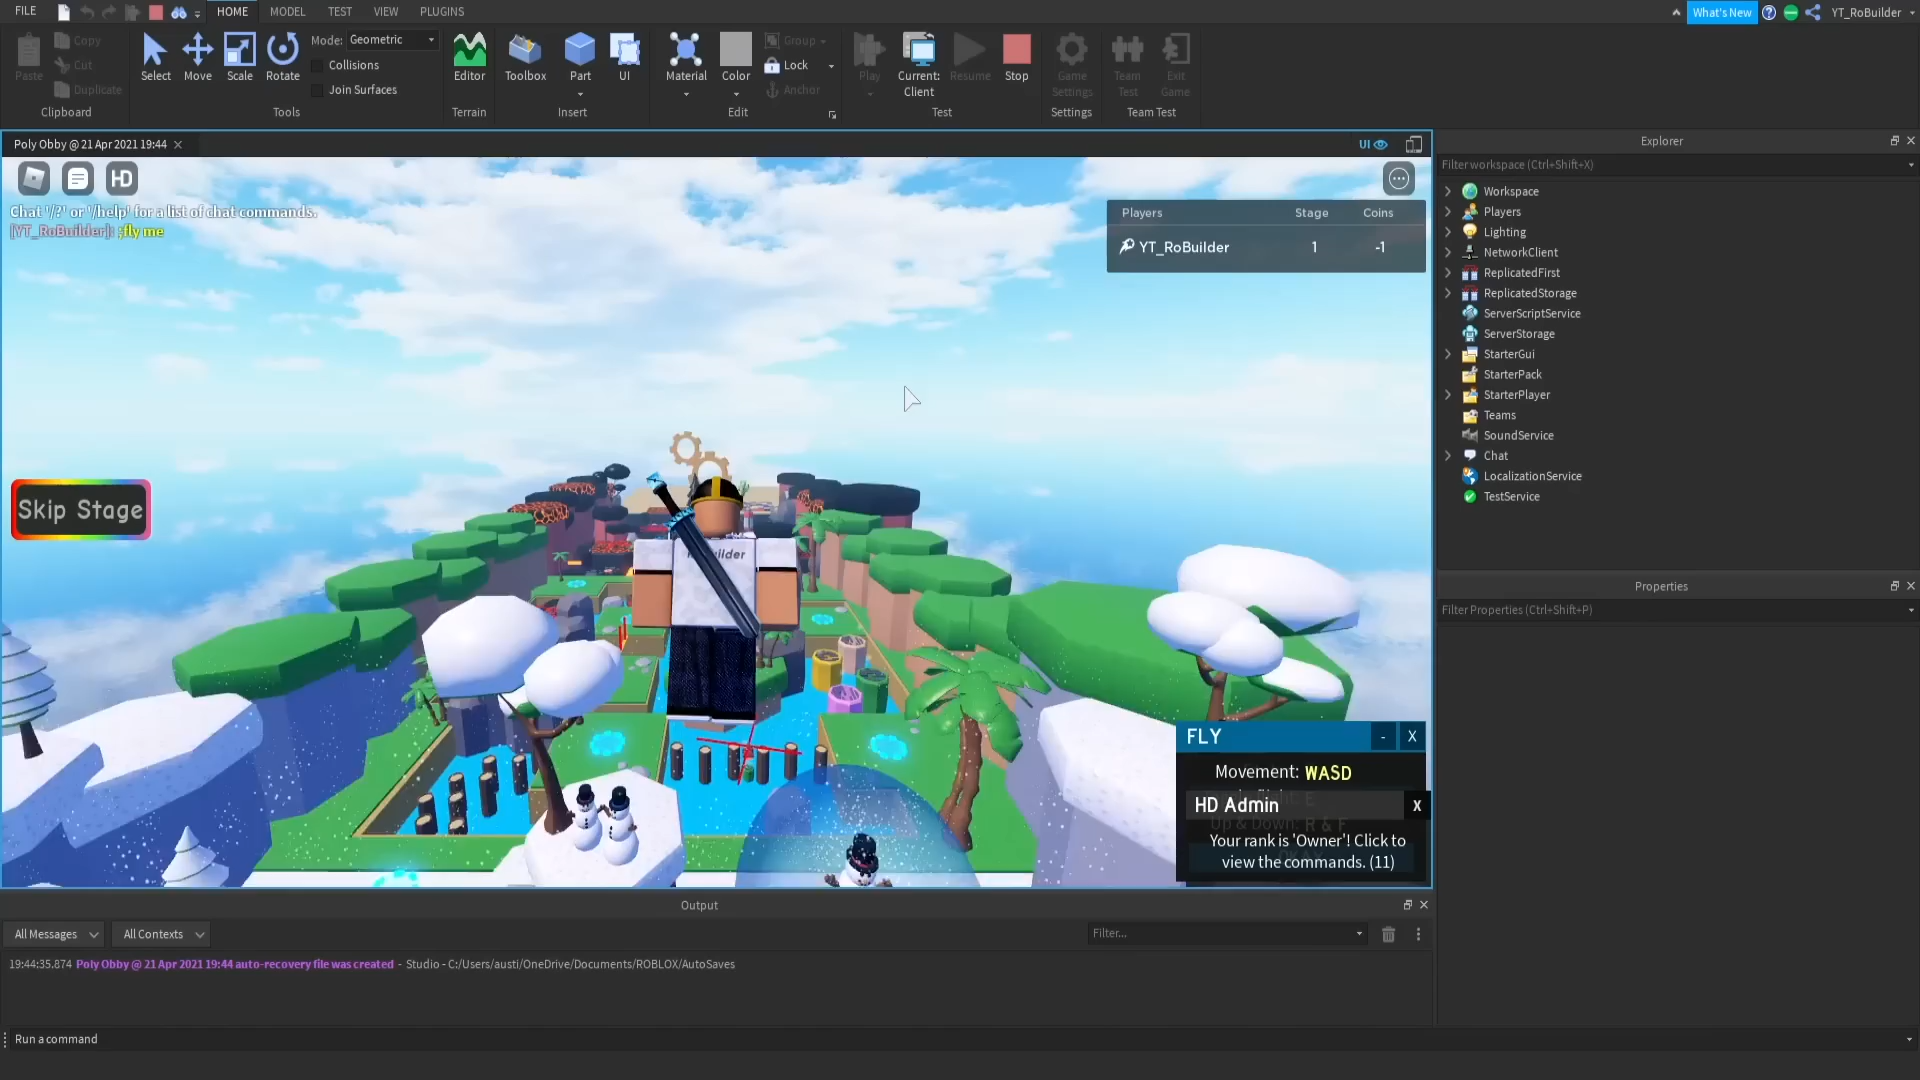 FILE
HOME
MODEL
TEST
VIEW
PLUGINS
What's New
YT_RoBuilder
Paste
Copy
Cut
Duplicate
Clipboard
Select
Move
Scale
Rotate
Mode: Geometric
Collisions
Join Surfaces
Tools
Editor
Terrain
Toolbox
Part
UI
Insert
Material
Color
Group
Lock
Anchor
Edit
Play
Current:
Client
Resume
Stop
Test
Game
Settings
Settings
Team
Test
Exit
Game
Team Test
Poly Obby @ 21 Apr 2021 19:44
UI
HD
Chat '/?' or '/help' for a list of chat commands.
[YT_RoBuilder]: ;fly me
Players Stage Coins
YT_RoBuilder 1 -1
Skip Stage
FLY - X
Movement: WASD
E
HD Admin X
Up & Down: R & F
Your rank is 'Owner'! Click to
view the commands. (11)
Explorer
Filter workspace (Ctrl+Shift+X)
Workspace
Players
Lighting
NetworkClient
ReplicatedFirst
ReplicatedStorage
ServerScriptService
ServerStorage
StarterGui
StarterPack
StarterPlayer
Teams
SoundService
Chat
LocalizationService
TestService
Properties
Filter Properties (Ctrl+Shift+P)
Output
All Messages
All Contexts
Filter...
19:44:35.874 Poly Obby @ 21 Apr 2021 19:44 auto-recovery file was created - Studio - C:/Users/austi/OneDrive/Documents/ROBLOX/AutoSaves
Run a command